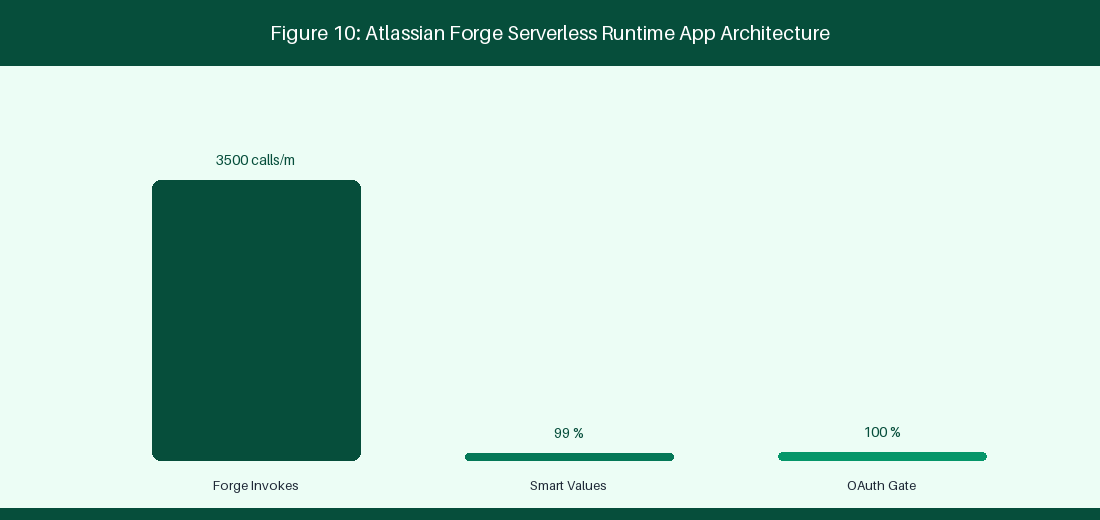 Figure 10: Atlassian Forge Serverless Runtime App Architecture
3500 calls/m
99 %
100 %
Forge Invokes
Smart Values
OAuth Gate